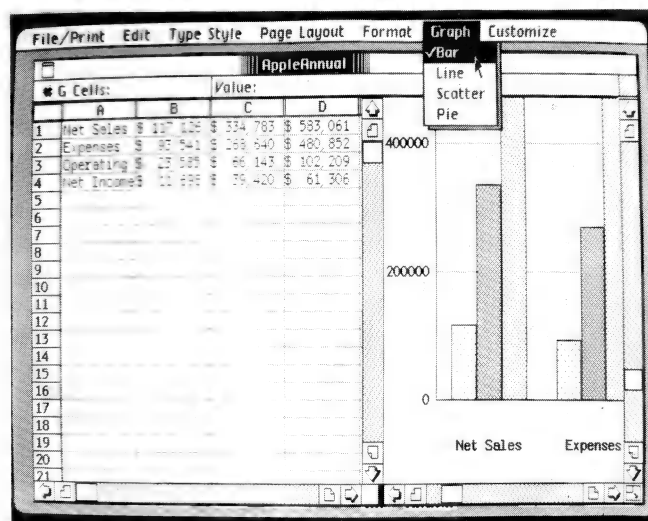 File/Print Edit Type Style Page Layout Format Graph Customize
AppleAnnual
✓Bar
Line
Scatter
Pie
G Cells: Value:
A B C D
1 Net Sales $ 117 126 $ 334,783 $ 583,061
2 Expenses $ 93 541 $ 268 640 $ 480,852
3 Operating $ 23 585 $ 66 143 $ 102,209
4 Net Income$ 11 698 $ 39,420 $ 61,306
5
6
7
8
9
10
11
12
13
14
15
16
17
18
19
20
21
400000
200000
0
Net Sales Expenses